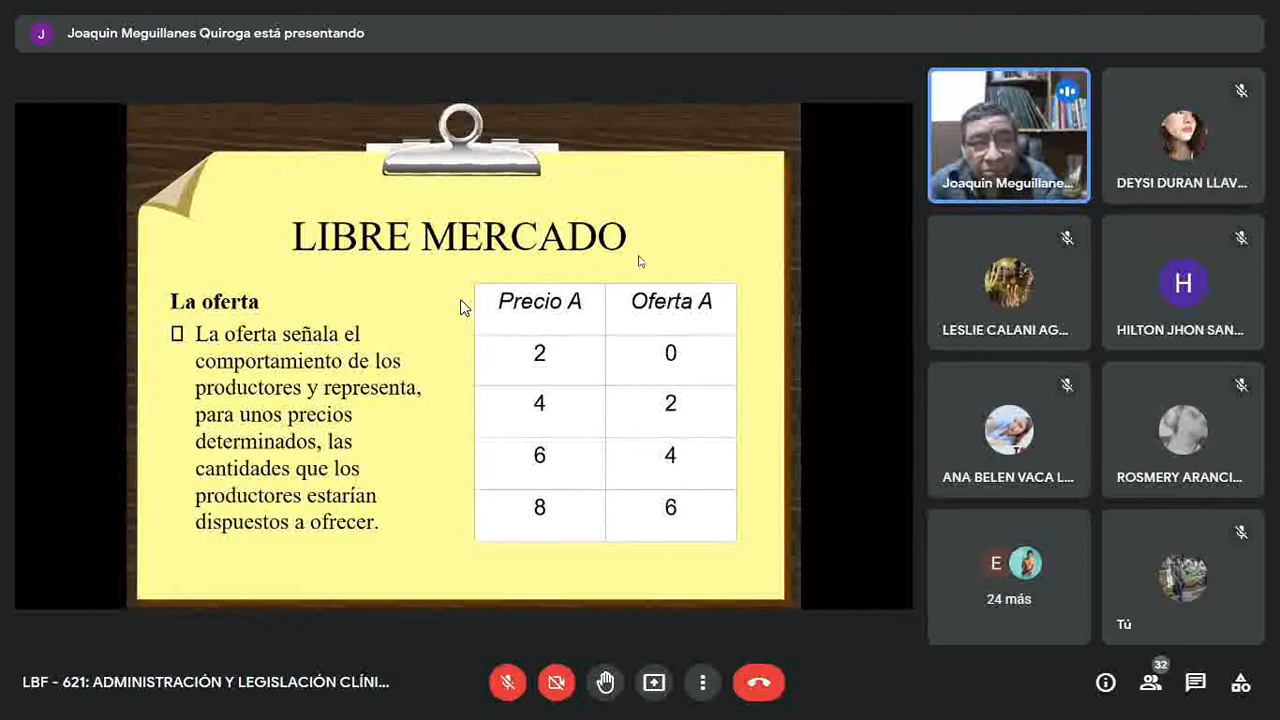 J
Joaquin Meguillanes Quiroga está presentando
LIBRE MERCADO
La oferta
La oferta señala el
comportamiento de los
productores y representa,
para unos precios
determinados, las
cantidades que los
productores estarían
dispuestos a ofrecer.
Precio A Oferta A
2 0
4 2
6 4
8 6
Joaquin Meguillane...
DEYSI DURAN LLAV...
LESLIE CALANI AG...
H
HILTON JHON SAN...
ANA BELEN VACA L...
ROSMERY ARANCI...
E
24 más
Tú
LBF - 621: ADMINISTRACIÓN Y LEGISLACIÓN CLÍNI...
32